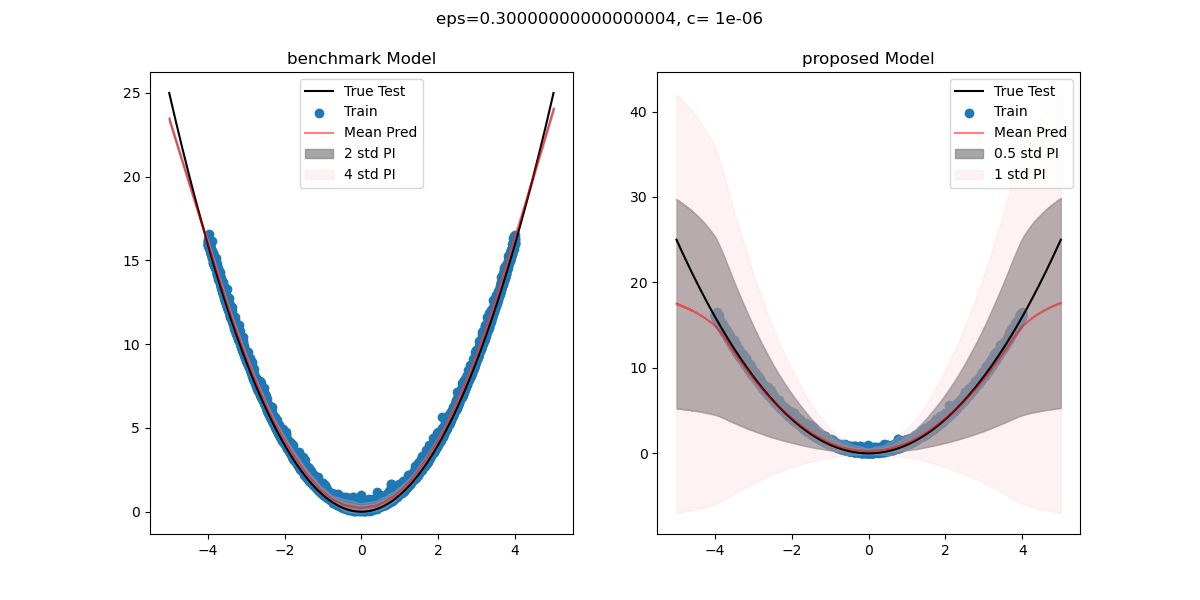 eps=0.30000000000000004, c= 1e-06
benchmark Model
True Test
Train
Mean Pred
2 std PI
4 std PI
25
20
15
10
5
0
−4
−2
0
2
4
proposed Model
True Test
Train
Mean Pred
0.5 std PI
1 std PI
40
30
20
10
0
−4
−2
0
2
4